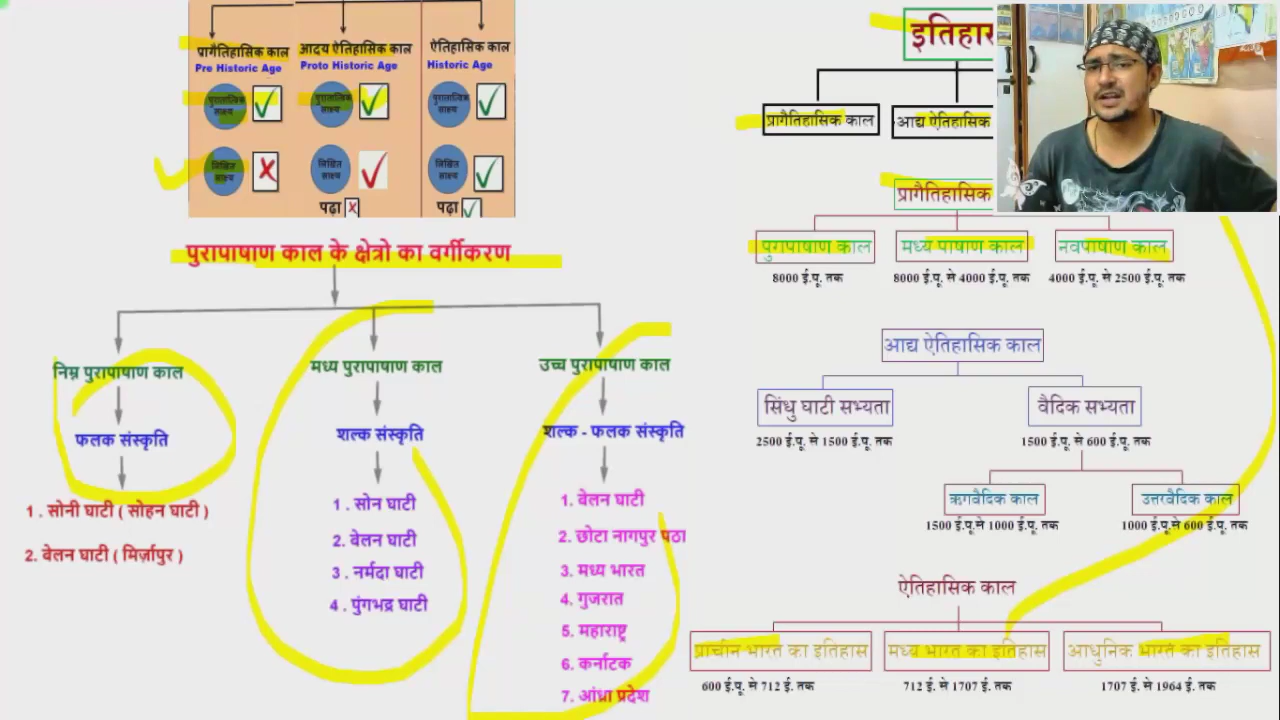 प्रागैतिहासिक काल
Pre Historic Age
पुरातात्विक
साक्ष्य
लिखित
साक्ष्य
आदय ऐतिहासिक काल
Proto Historic Age
पुरातात्विक
साक्ष्य
लिखित
साक्ष्य
पढ़ा
ऐतिहासिक काल
Historic Age
पुरातात्विक
साक्ष्य
लिखित
साक्ष्य
पढ़ा
पुरापाषाण काल के क्षेत्रो का वर्गीकरण
निम्न पुरापाषाण काल
फलक संस्कृति
1 . सोनी घाटी ( सोहन घाटी )
2. वेलन घाटी ( मिर्ज़ापुर )
मध्य पुरापाषाण काल
शल्क संस्कृति
1 . सोन घाटी
2. वेलन घाटी
3 . नर्मदा घाटी
4 . पुंगभद्र घाटी
उच्च पुरापाषाण काल
शल्क - फलक संस्कृति
1. वेलन घाटी
2. छोटा नागपुर पठा
3. मध्य भारत
4. गुजरात
5. महाराष्ट्र
6. कर्नाटक
7. आंध्रा प्रदेश
इतिहास
प्रागैतिहासिक काल
आद्य ऐतिहासिक
प्रागैतिहासिक
पुरापाषाण काल
8000 ई.पू. तक
मध्य पाषाण काल
8000 ई.पू. से 4000 ई.पू. तक
नवपाषाण काल
4000 ई.पू. से 2500 ई.पू. तक
आद्य ऐतिहासिक काल
सिंधु घाटी सभ्यता
2500 ई.पू. से 1500 ई.पू. तक
वैदिक सभ्यता
1500 ई.पू. से 600 ई.पू. तक
ऋगवैदिक काल
1500 ई.पू. से 1000 ई.पू. तक
उत्तरवैदिक काल
1000 ई.पू. से 600 ई.पू. तक
ऐतिहासिक काल
प्राचीन भारत का इतिहास
600 ई.पू. से 712 ई. तक
मध्य भारत का इतिहास
712 ई. से 1707 ई. तक
आधुनिक भारत का इतिहास
1707 ई. से 1964 ई. तक